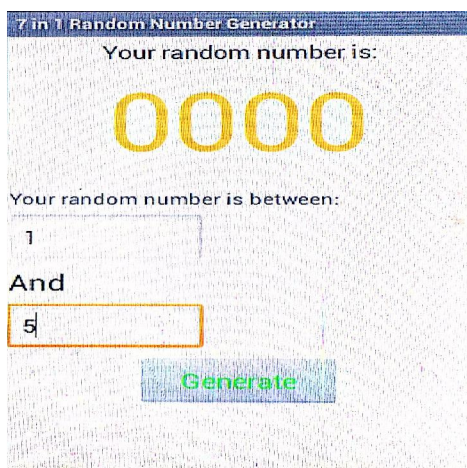 7 in 1 Random Number Generator
Your random number is:
0000
Your random number is between:
1
And
5
Generate